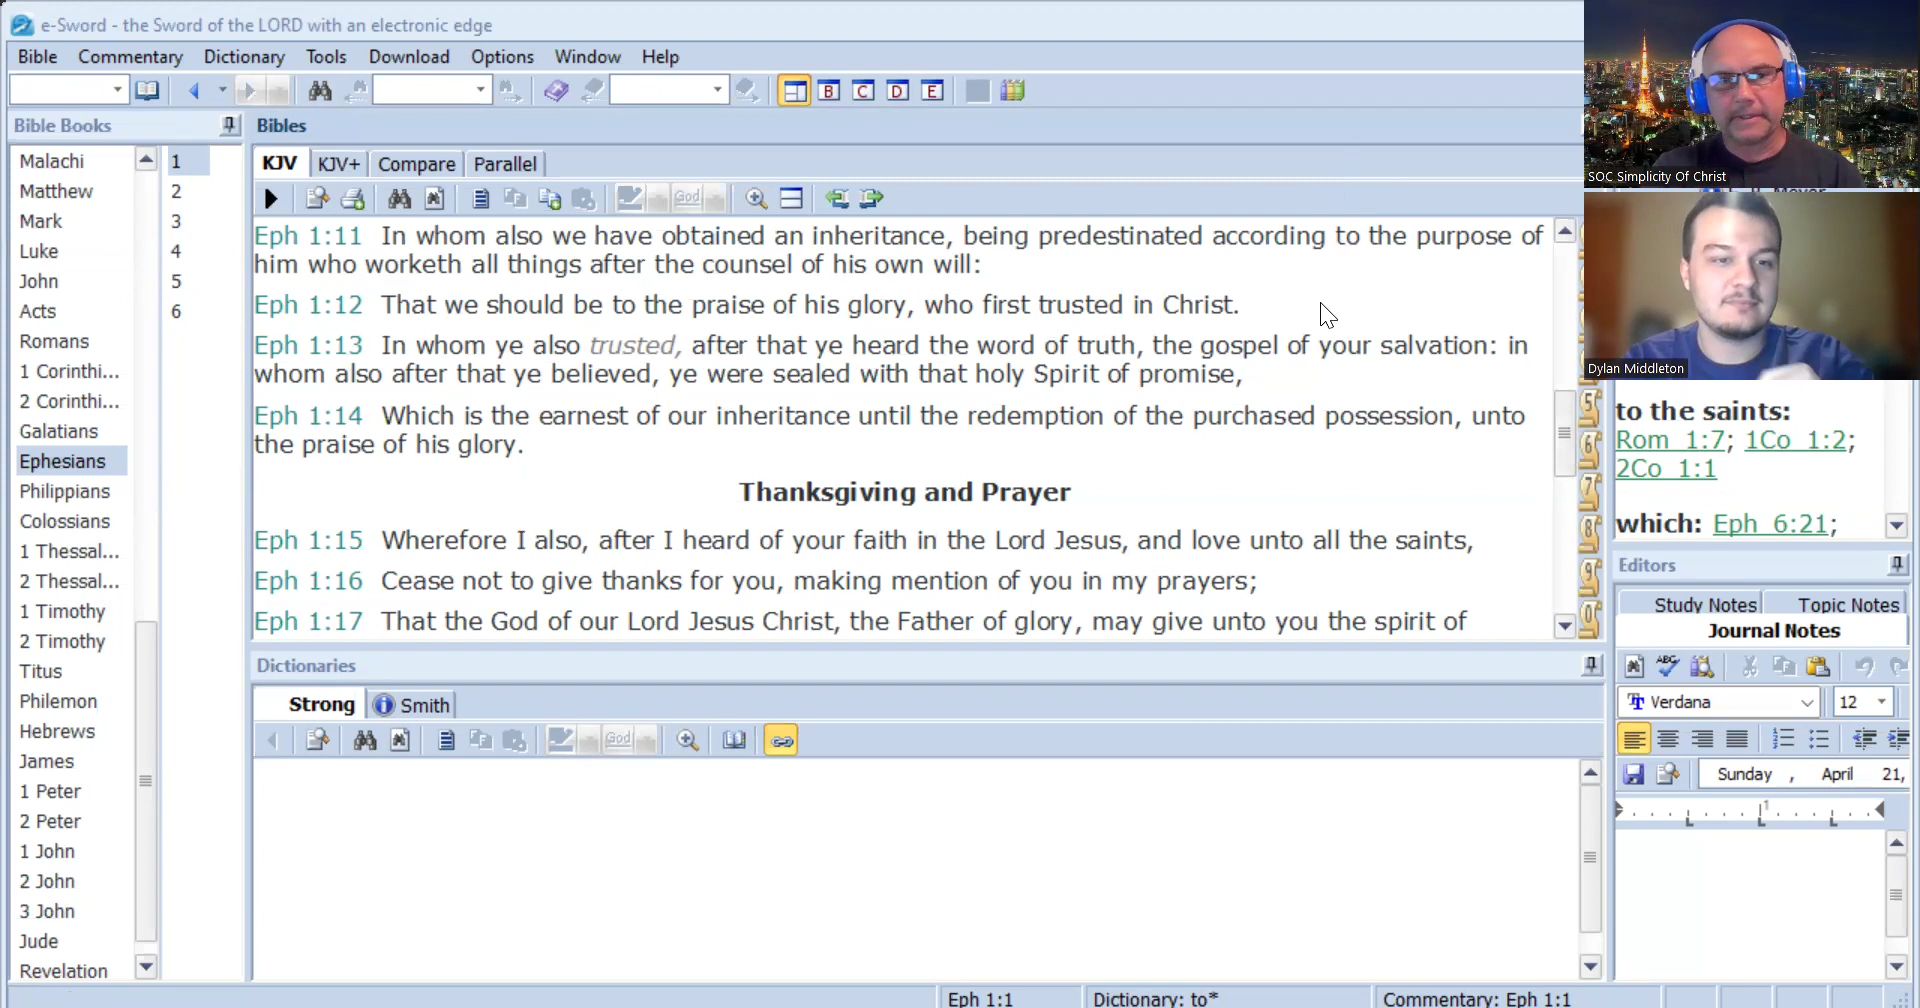 e-Sword - the Sword of the LORD with an electronic edge
Bible Commentary Dictionary Tools Download Options Window Help
B C D E
Bible Books
Malachi
Matthew
Mark
Luke
John
Acts
Romans
1 Corinthi...
2 Corinthi...
Galatians
Ephesians
Philippians
Colossians
1 Thessal...
2 Thessal...
1 Timothy
2 Timothy
Titus
Philemon
Hebrews
James
1 Peter
2 Peter
1 John
2 John
3 John
Jude
Revelation
1
2
3
4
5
6
Bibles
KJV KJV+ Compare Parallel
God
Eph 1:11 In whom also we have obtained an inheritance, being predestinated according to the purpose of
him who worketh all things after the counsel of his own will:
Eph 1:12 That we should be to the praise of his glory, who first trusted in Christ.
Eph 1:13 In whom ye also trusted, after that ye heard the word of truth, the gospel of your salvation: in
whom also after that ye believed, ye were sealed with that holy Spirit of promise,
Eph 1:14 Which is the earnest of our inheritance until the redemption of the purchased possession, unto
the praise of his glory.
Thanksgiving and Prayer
Eph 1:15 Wherefore I also, after I heard of your faith in the Lord Jesus, and love unto all the saints,
Eph 1:16 Cease not to give thanks for you, making mention of you in my prayers;
Eph 1:17 That the God of our Lord Jesus Christ, the Father of glory, may give unto you the spirit of
Dictionaries
Strong Smith
God
SOC Simplicity Of Christ
Dylan Middleton
5
6
7
8
9
0
to the saints:
Rom 1:7; 1Co 1:2;
2Co 1:1
which: Eph 6:21;
Editors
Study Notes Topic Notes
Journal Notes
ABC
Verdana 12
Sunday , April 21,
1
Eph 1:1 Dictionary: to* Commentary: Eph 1:1